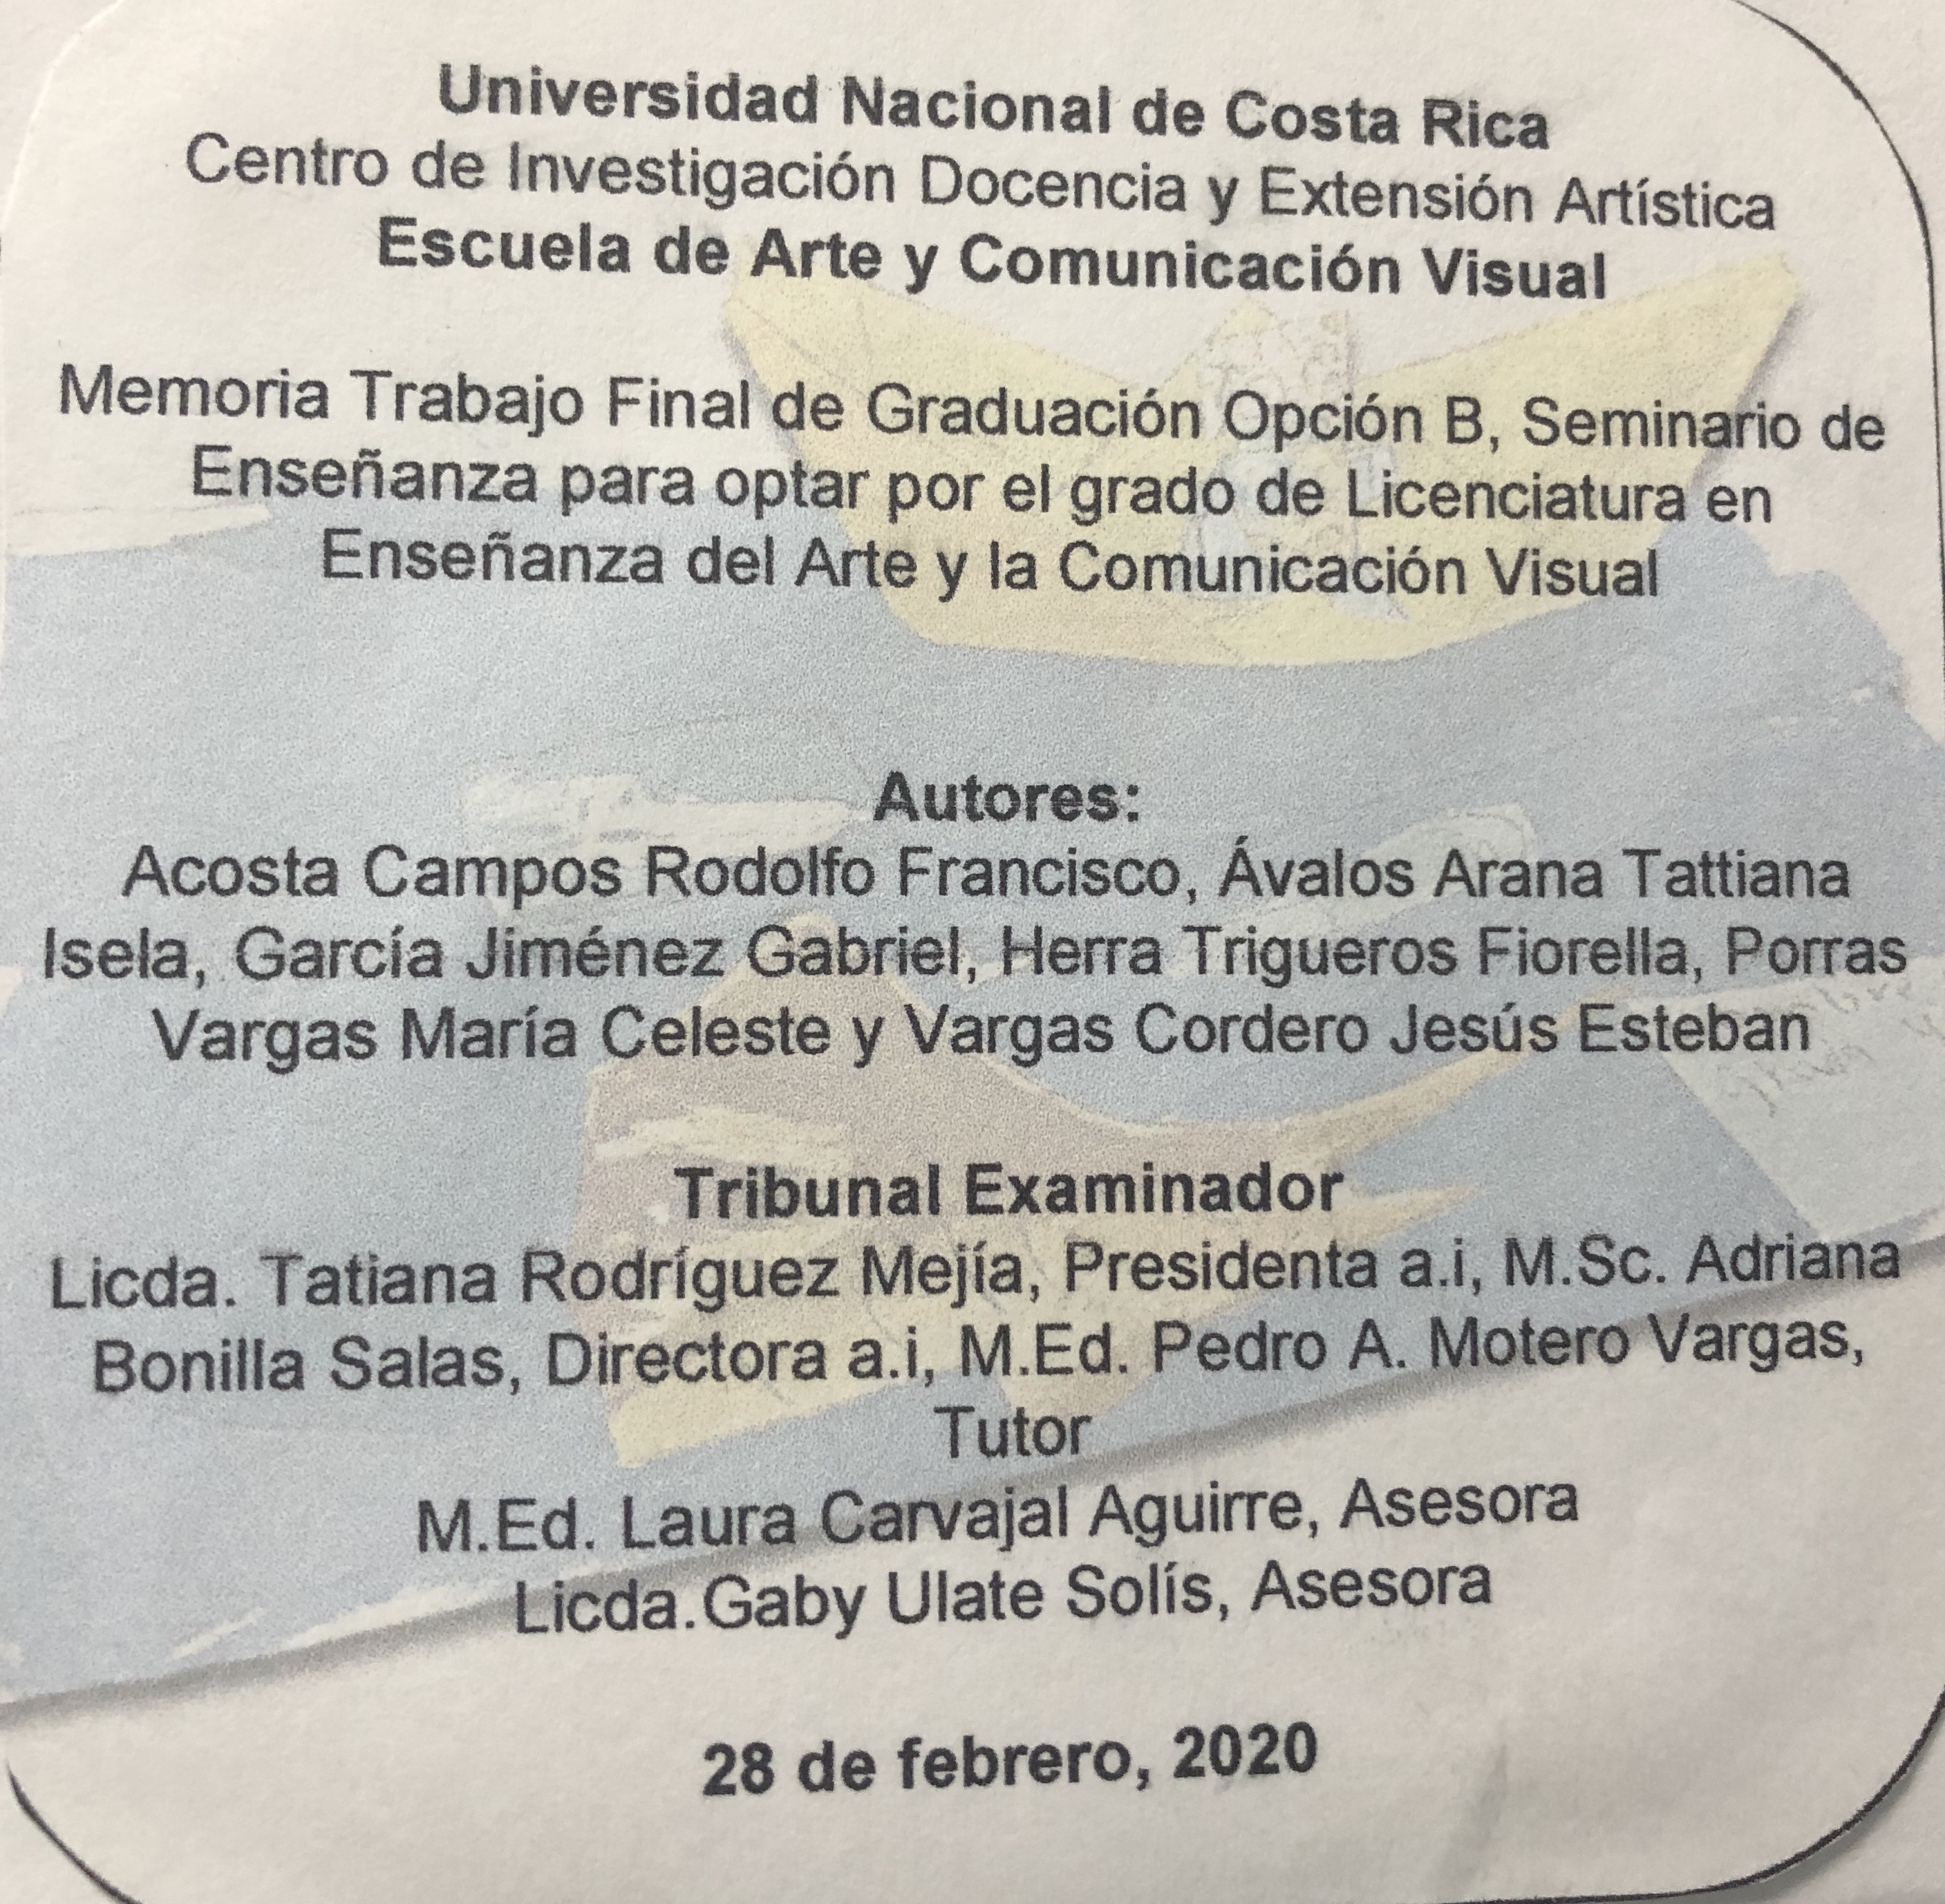 Universidad Nacional de Costa Rica
Centro de Investigación Docencia y Extensión Artística
Escuela de Arte y Comunicación Visual
Memoria Trabajo Final de Graduación Opción B, Seminario de
Enseñanza para optar por el grado de Licenciatura en
Enseñanza del Arte y la Comunicación Visual
Autores:
Acosta Campos Rodolfo Francisco, Ávalos Arana Tattiana
Isela, García Jiménez Gabriel, Herra Trigueros Fiorella, Porras
Vargas María Celeste y Vargas Cordero Jesús Esteban
Tribunal Examinador
Licda. Tatiana Rodríguez Mejía, Presidenta a.i, M.Sc. Adriana
Bonilla Salas, Directora a.i, M.Ed. Pedro A. Motero Vargas,
Tutor
M.Ed. Laura Carvajal Aguirre, Asesora
Licda.Gaby Ulate Solís, Asesora
28 de febrero, 2020